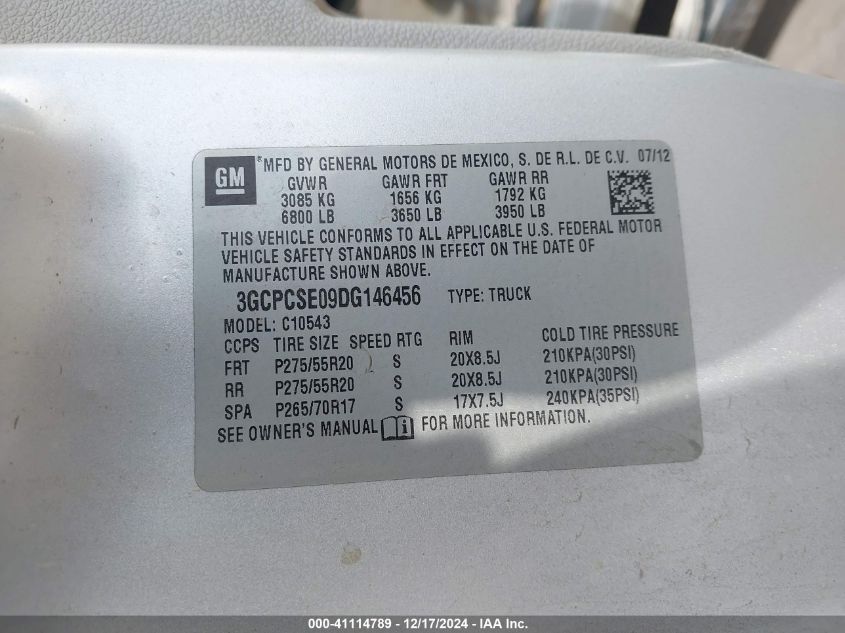 GM
*MFD BY GENERAL MOTORS DE MEXICO, S. DE R.L. DE C.V. 07/12
GVWR GAWR FRT GAWR RR
3085 KG 1656 KG 1792 KG
6800 LB 3650 LB 3950 LB
THIS VEHICLE CONFORMS TO ALL APPLICABLE U.S. FEDERAL MOTOR
VEHICLE SAFETY STANDARDS IN EFFECT ON THE DATE OF
MANUFACTURE SHOWN ABOVE.
3GCPCSE09DG146456 TYPE: TRUCK
MODEL: C10543
CCPS TIRE SIZE SPEED RTG RIM COLD TIRE PRESSURE
FRT P275/55R20 S 20X8.5J 210KPA(30PSI)
RR P275/55R20 S 20X8.5J 210KPA(30PSI)
SPA P265/70R17 S 17X7.5J 240KPA(35PSI)
SEE OWNER'S MANUAL i FOR MORE INFORMATION.
000-41114789 - 12/17/2024 - IAA Inc.